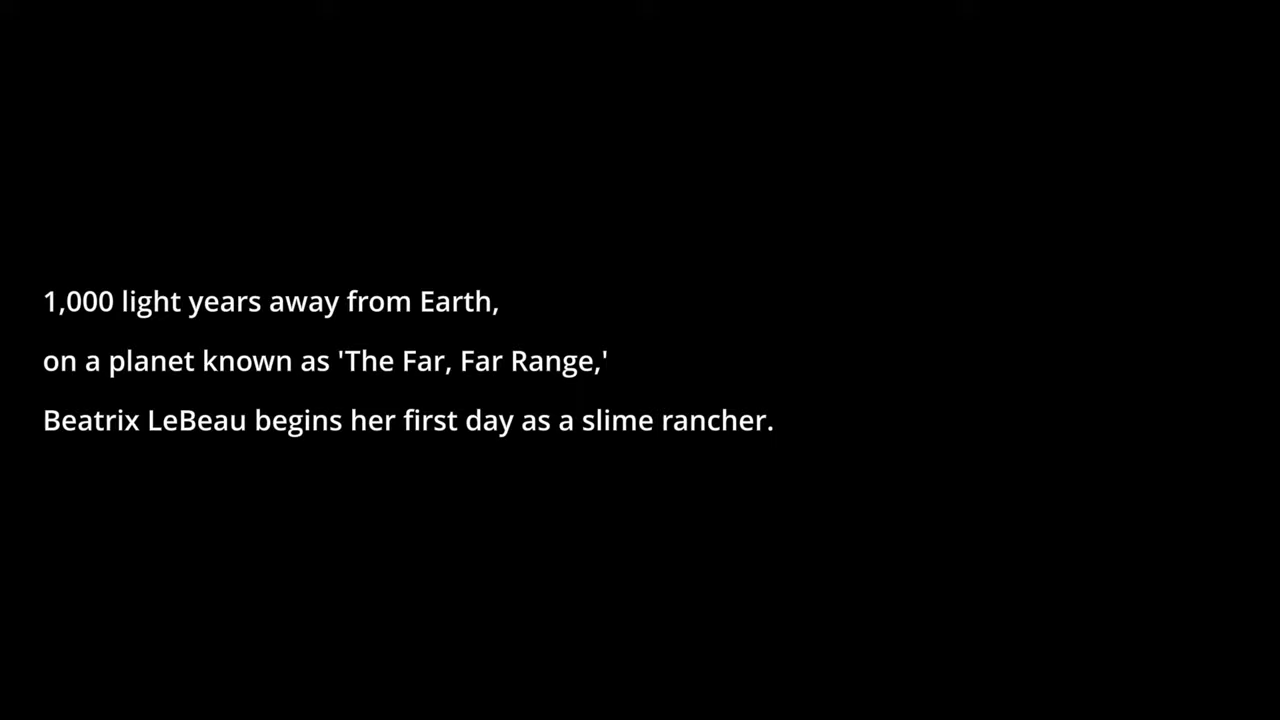 1,000 light years away from Earth,
on a planet known as 'The Far, Far Range,'
Beatrix LeBeau begins her first day as a slime rancher.